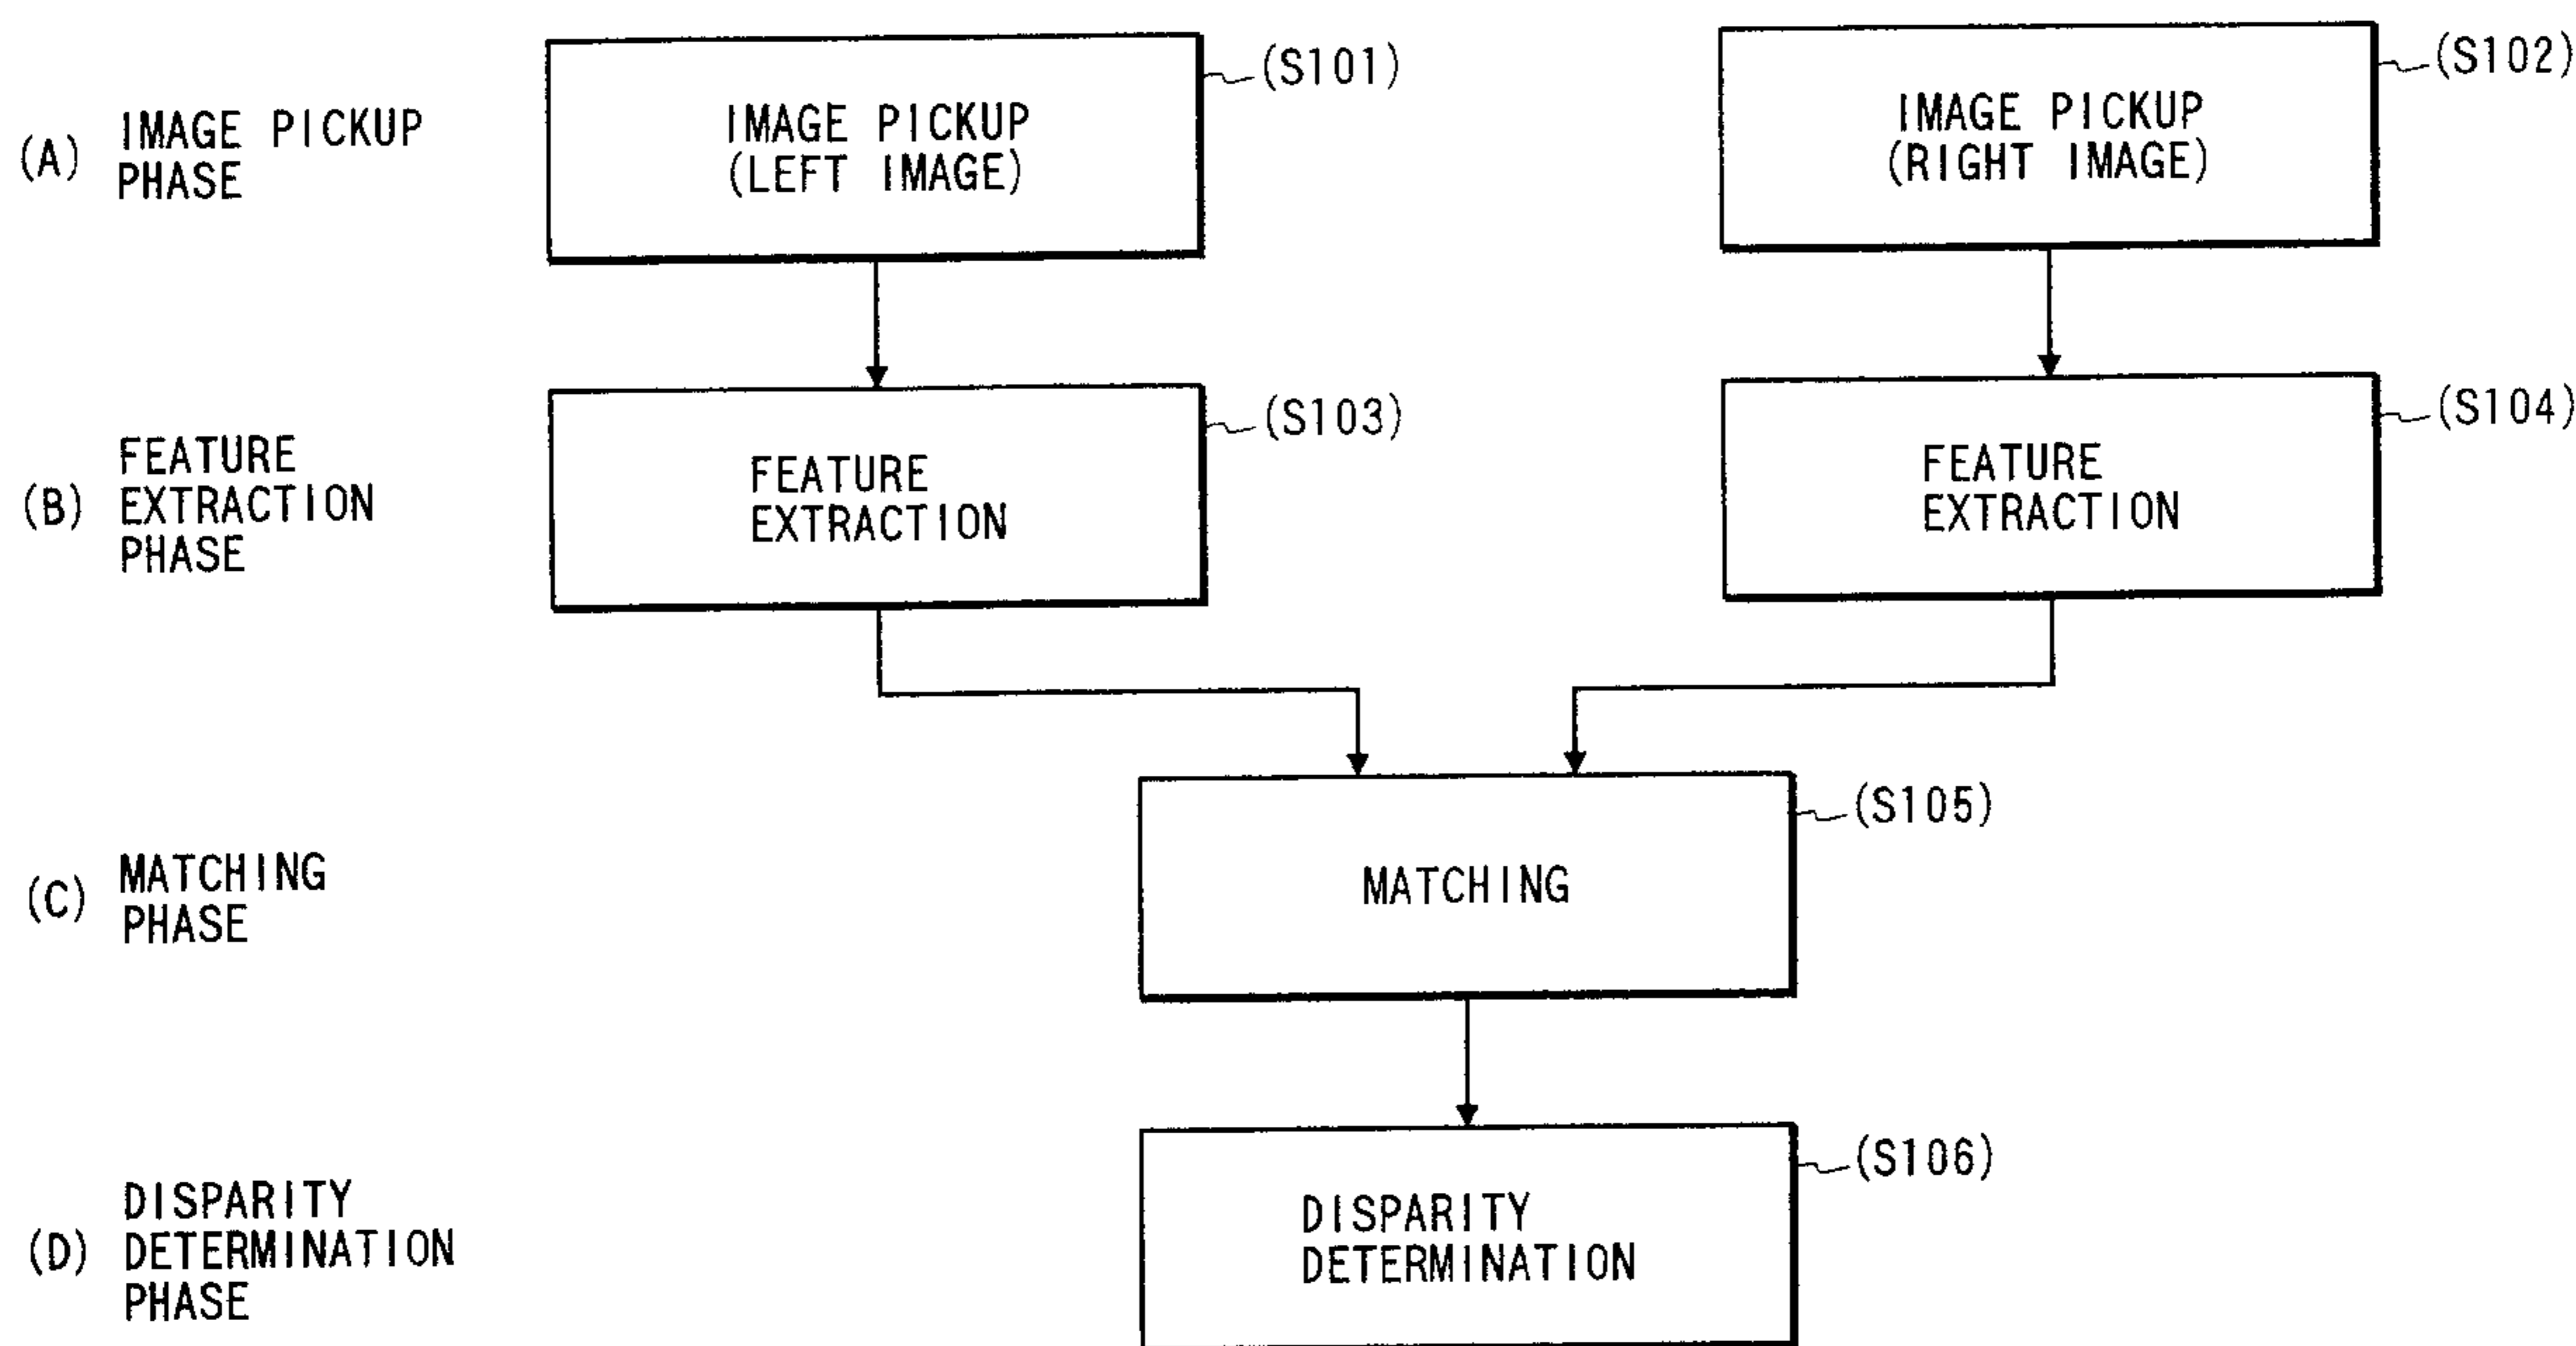 (A) IMAGE PICKUP
PHASE
IMAGE PICKUP
(LEFT IMAGE)
(S101)
IMAGE PICKUP
(RIGHT IMAGE)
(S102)
(B) FEATURE
EXTRACTION
PHASE
FEATURE
EXTRACTION
(S103)
FEATURE
EXTRACTION
(S104)
(C) MATCHING
PHASE
MATCHING
(S105)
(D) DISPARITY
DETERMINATION
PHASE
DISPARITY
DETERMINATION
(S106)